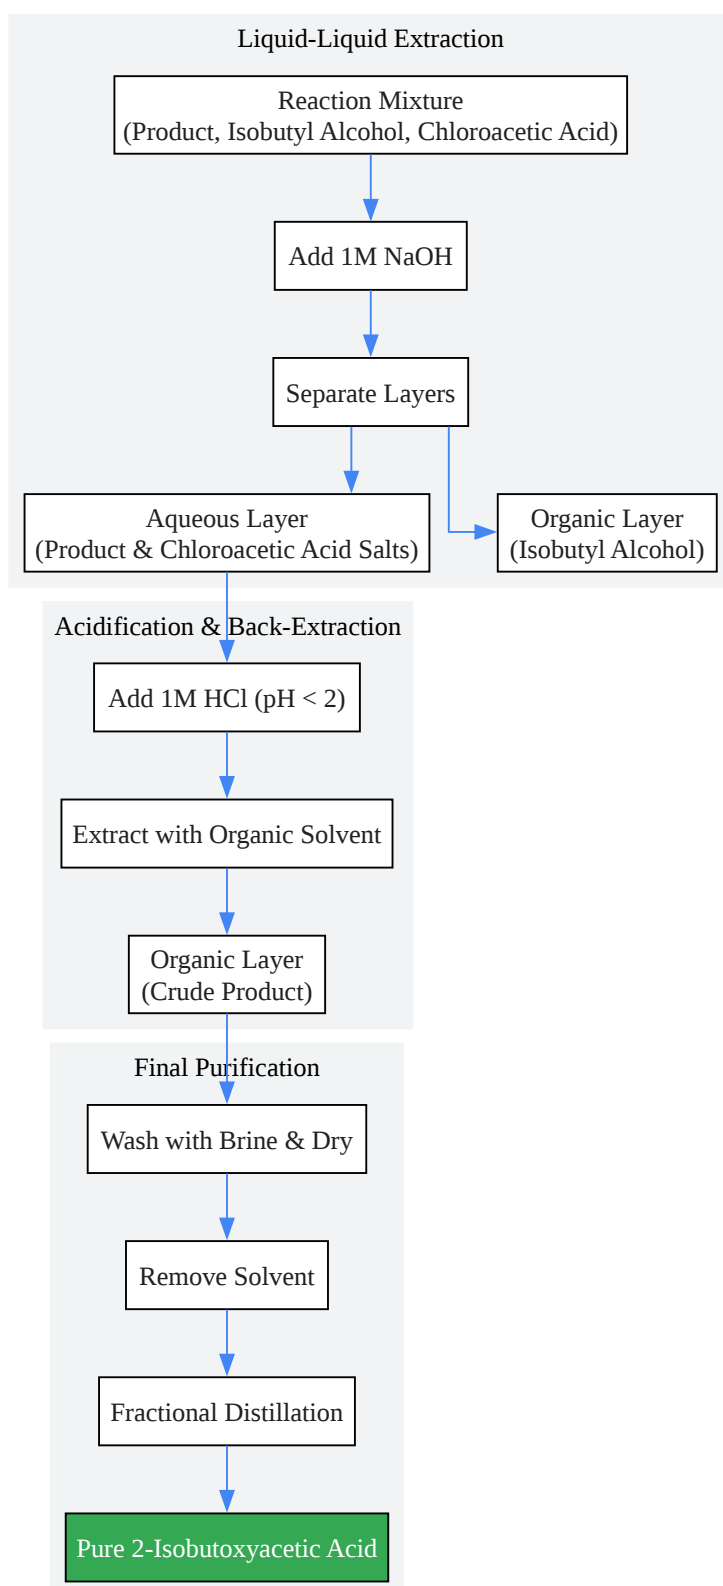 Liquid-Liquid Extraction
Reaction Mixture
(Product, Isobutyl Alcohol, Chloroacetic Acid)
Add 1M NaOH
Separate Layers
Aqueous Layer
(Product & Chloroacetic Acid Salts)
Organic Layer
(Isobutyl Alcohol)
Acidification & Back-Extraction
Add 1M HCl (pH < 2)
Extract with Organic Solvent
Organic Layer
(Crude Product)
Final Purification
Wash with Brine & Dry
Remove Solvent
Fractional Distillation
Pure 2-Isobutoxyacetic Acid